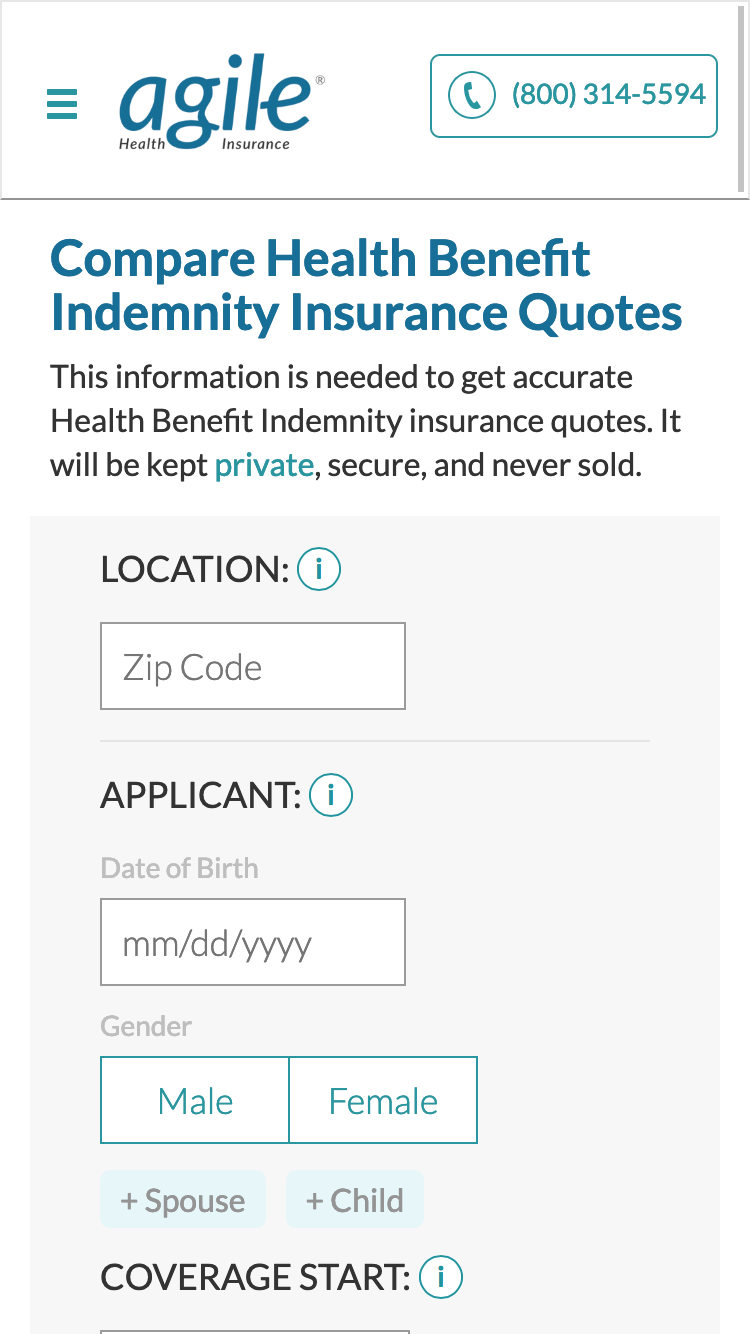 agile®
Health Insurance
(800) 314-5594
Compare Health Benefit
Indemnity Insurance Quotes
This information is needed to get accurate
Health Benefit Indemnity insurance quotes. It
will be kept private, secure, and never sold.
LOCATION: i
Zip Code
APPLICANT: i
Date of Birth
mm/dd/yyyy
Gender
Male Female
+ Spouse + Child
COVERAGE START: i